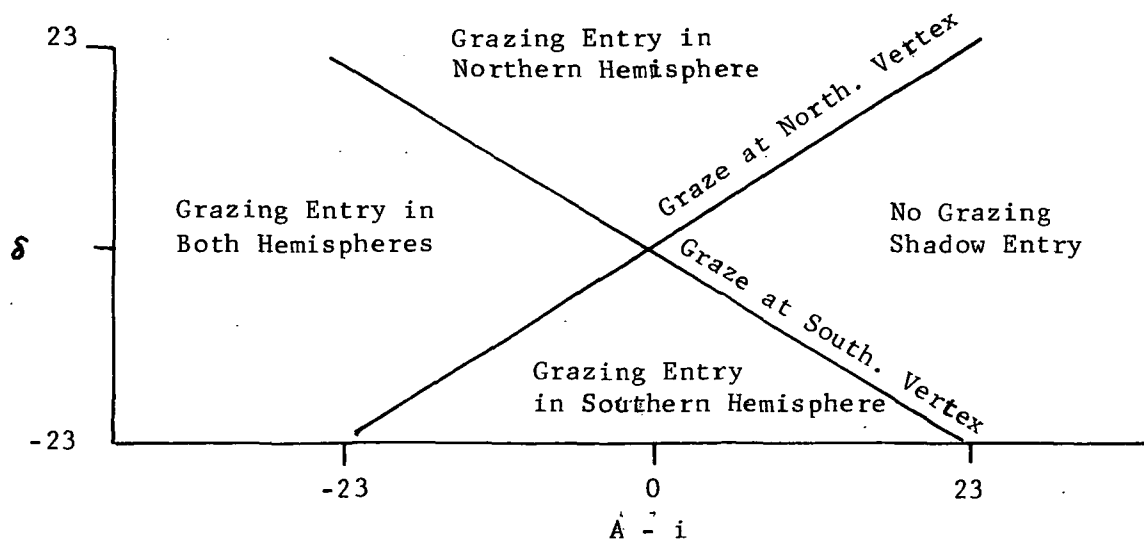 23
Grazing Entry in
Northern Hemisphere
Graze at North. Vertex
Grazing Entry in
Both Hemispheres
No Grazing
Shadow Entry
δ
Graze at South. Vertex
Grazing Entry
in Southern Hemisphere
-23
-23
0
23
A - i